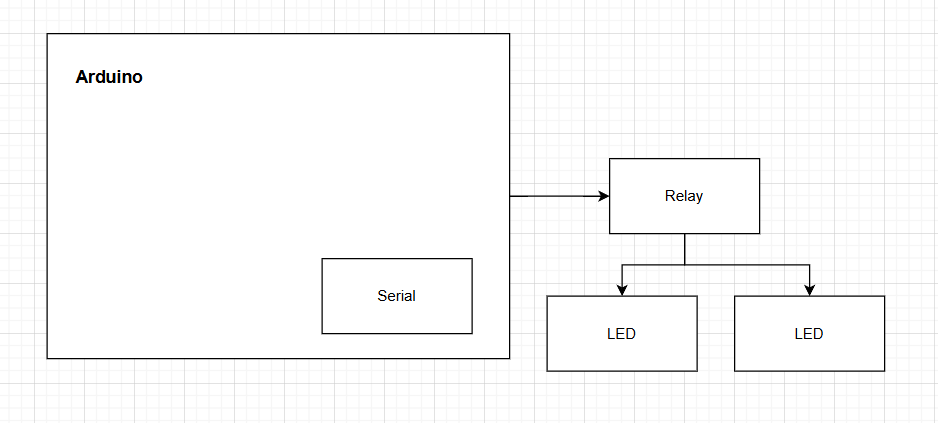 Arduino
Relay
Serial
LED
LED